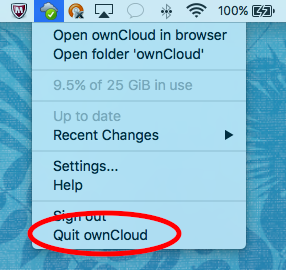 100%
Open ownCloud in browser
Open folder 'ownCloud'
9.5% of 25 GiB in use
Up to date
Recent Changes
Settings...
Help
Sign out
Quit ownCloud